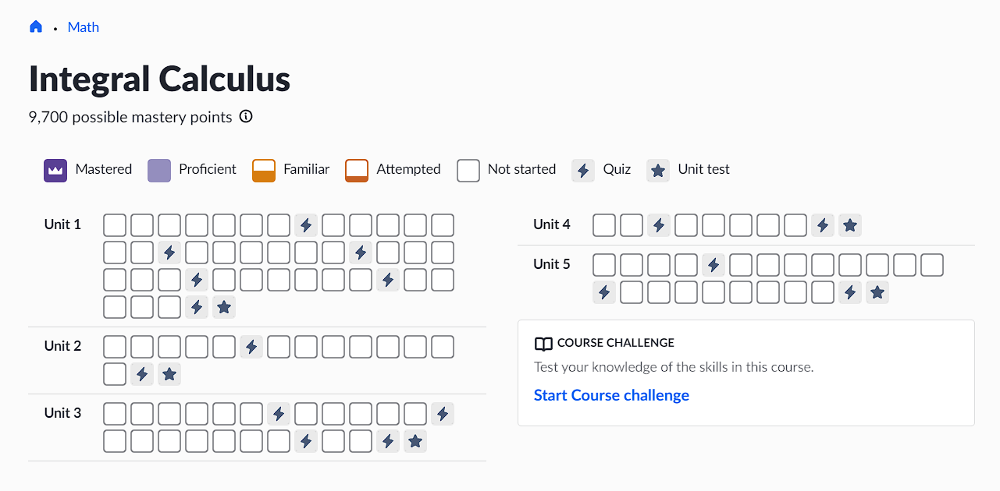 Math
Integral Calculus
9,700 possible mastery points
Mastered Proficient Familiar Attempted Not started Quiz Unit test
Unit 1
Unit 2
Unit 3
Unit 4
Unit 5
COURSE CHALLENGE
Test your knowledge of the skills in this course.
Start Course challenge